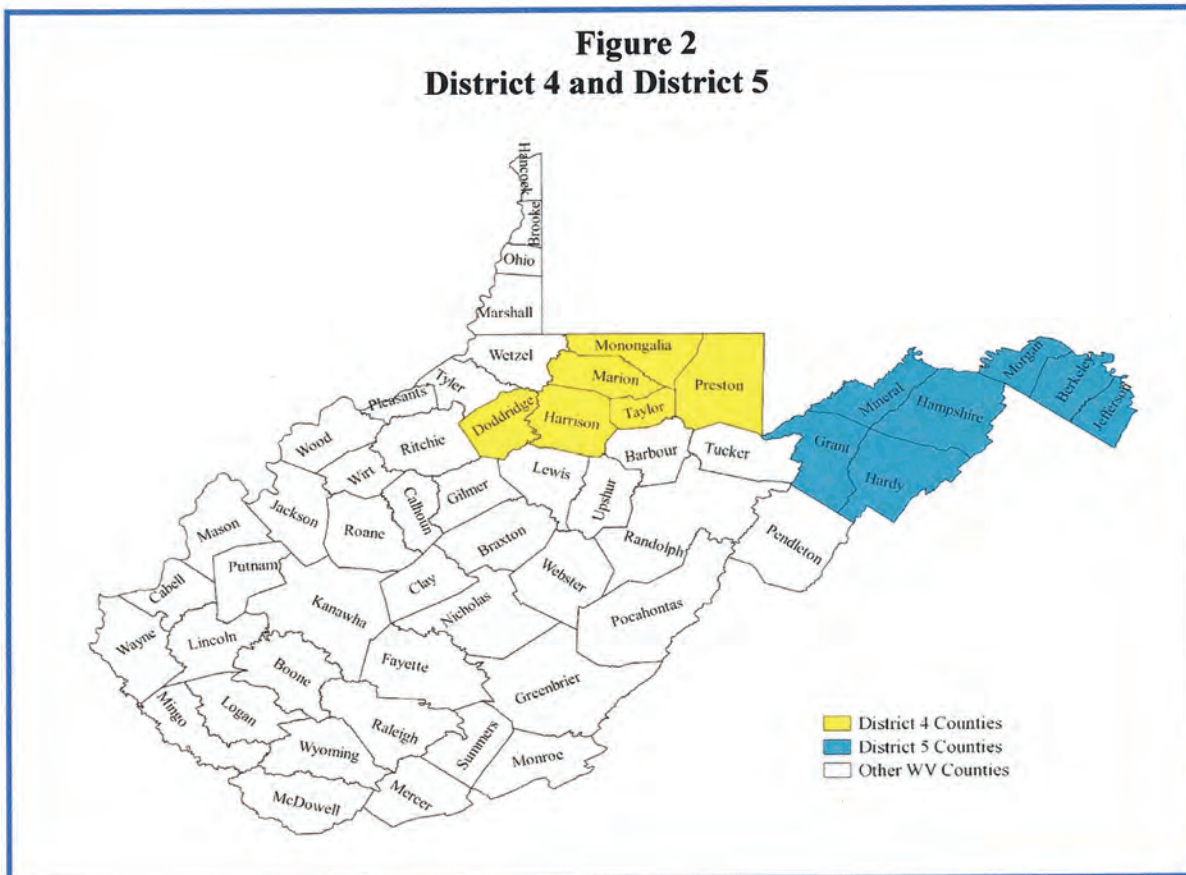 Figure 2
District 4 and District 5
Hancock
Brooke
Ohio
Marshall
Wetzel
Monongalia
Marion
Preston
Tyler
Pleasants
Doddridge
Harrison
Taylor
Morgan
Berkeley
Jefferson
Mineral
Hampshire
Grant
Hardy
Wood
Ritchie
Wirt
Barbour
Tucker
Lewis
Upshur
Gilmer
Calhoun
Jackson
Roane
Mason
Braxton
Randolph
Pendleton
Putnam
Cabell
Clay
Webster
Kanawha
Nicholas
Pocahontas
Wayne
Lincoln
Boone
Fayette
Greenbrier
Mingo
Logan
Raleigh
Summers
Wyoming
Monroe
McDowell
Mercer
District 4 Counties
District 5 Counties
Other WV Counties